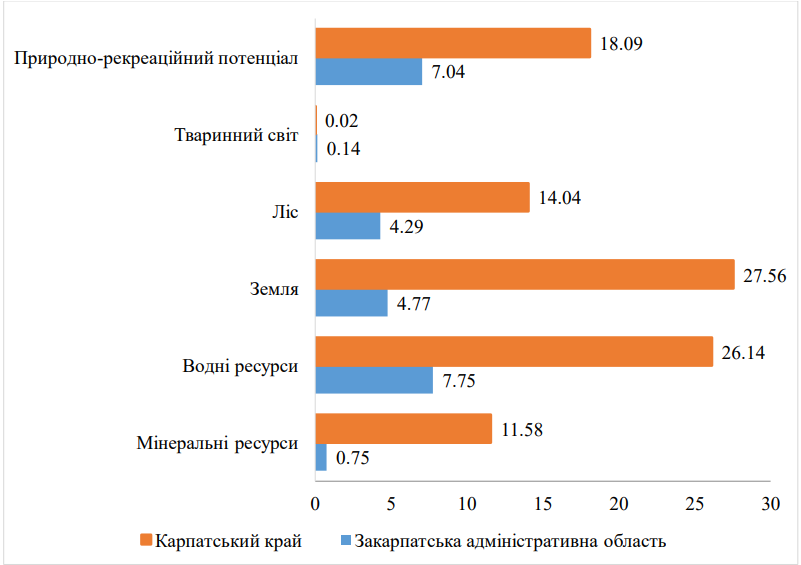 Природно-рекреаційний потенціал
18.09
7.04
Тваринний світ
0.02
0.14
Ліс
14.04
4.29
Земля
27.56
4.77
Водні ресурси
26.14
7.75
Мінеральні ресурси
11.58
0.75
0 5 10 15 20 25 30
Карпатський край Закарпатська адміністративна область